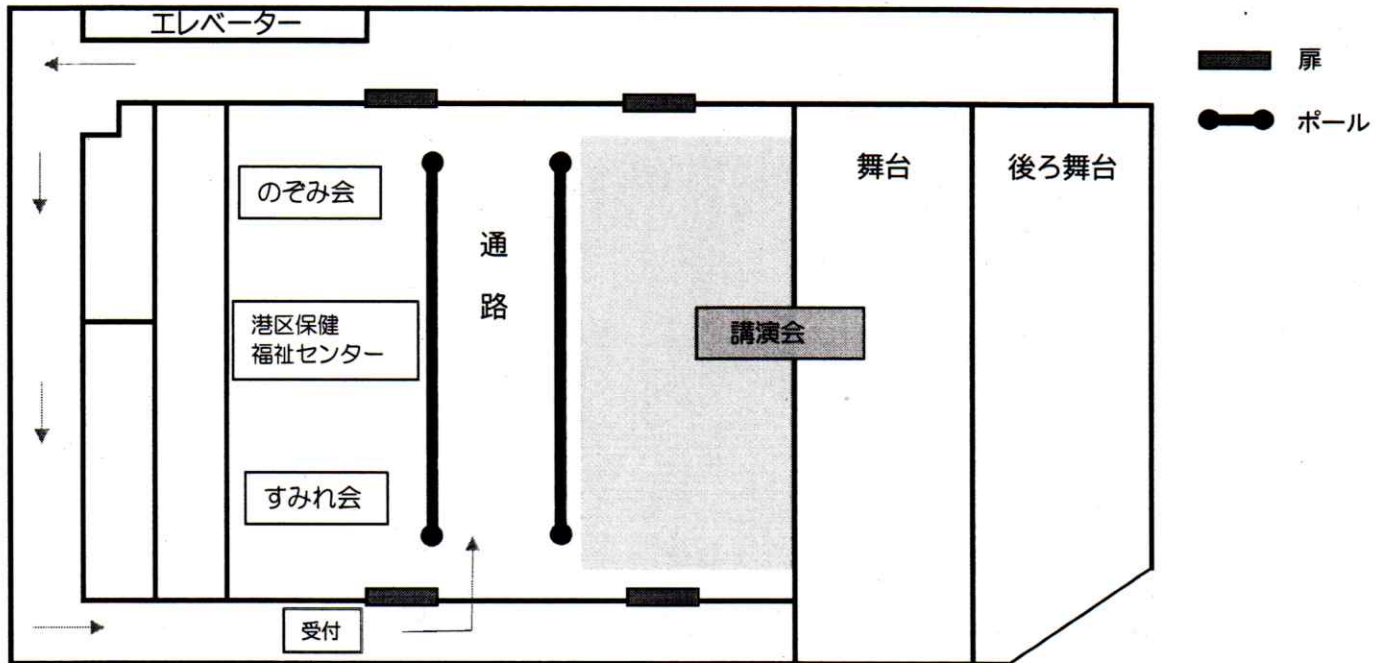 エレベーター
扉
ポール
のぞみ会
通
路
舞台
後ろ舞台
港区保健
福祉センター
講演会
すみれ会
受付